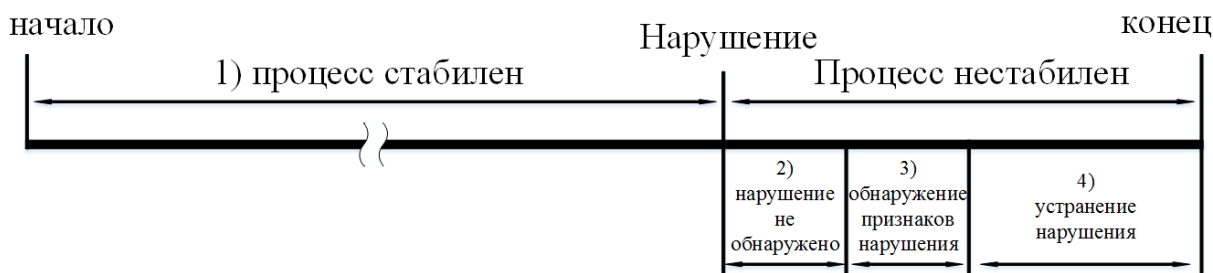 начало
Нарушение
конец
1) процесс стабилен
Процесс нестабилен
2)
нарушение
не
обнаружено
3)
обнаружение
признаков
нарушения
4)
устранение
нарушения